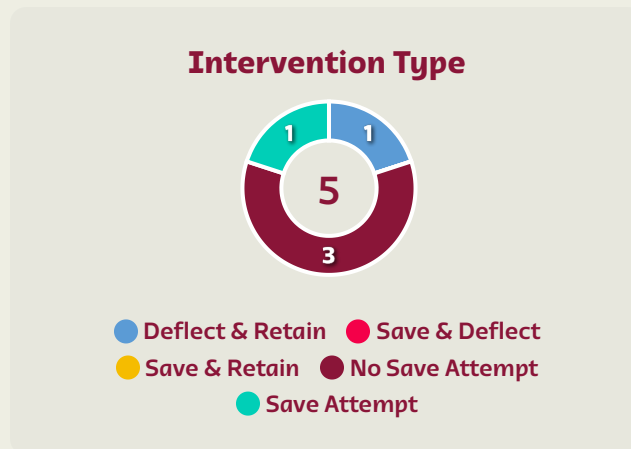 Intervention Type
1 1
5
3
Deflect & Retain Save & Deflect
Save & Retain No Save Attempt
Save Attempt